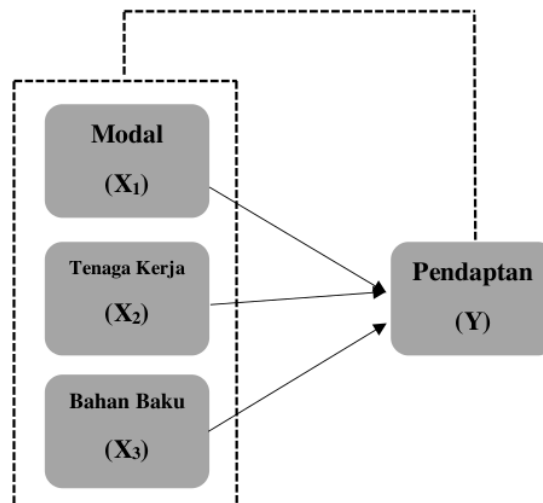 Modal
(X₁)
Tenaga Kerja
(X₂)
Bahan Baku
(X₃)
Pendaptan
(Y)